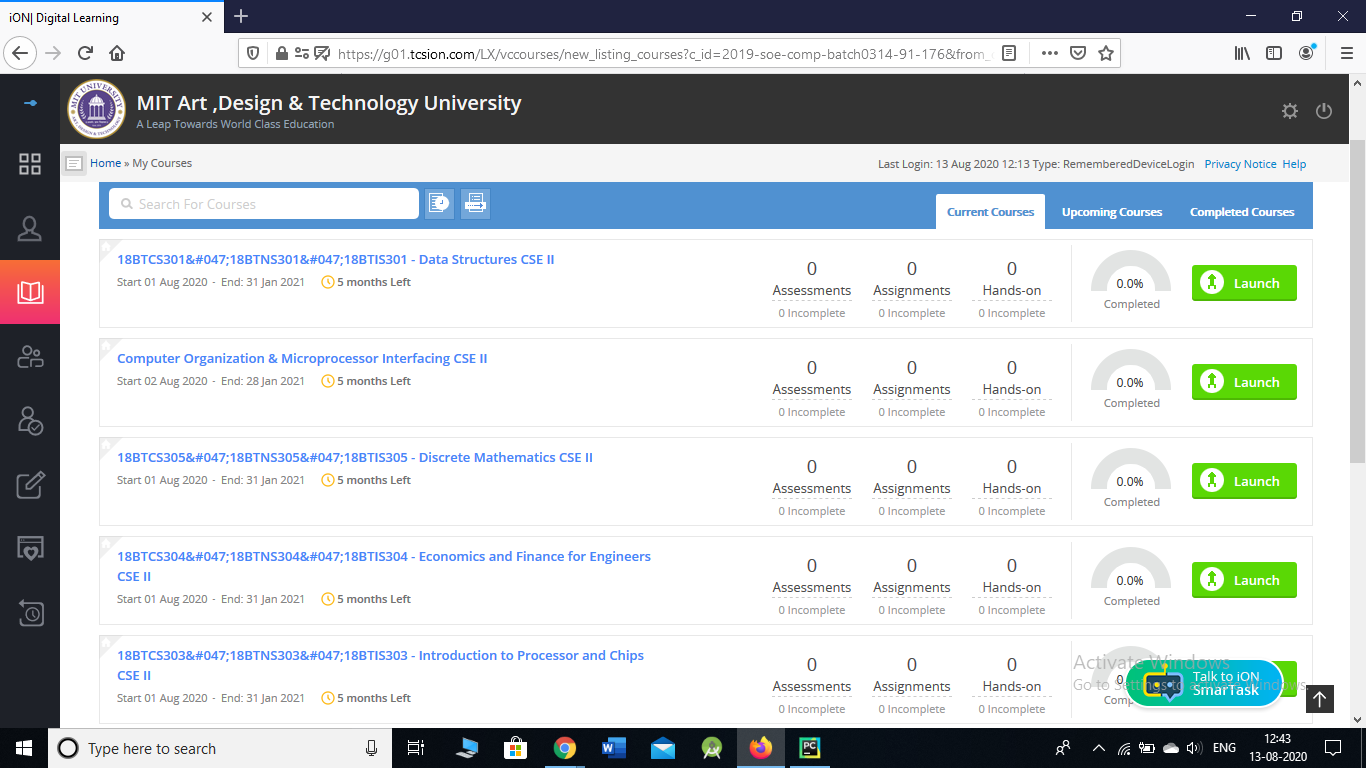 iON| Digital Learning
https://g01.tcsion.com/LX/vccourses/new_listing_courses?c_id=2019-soe-comp-batch0314-91-176&from_
MIT UNIVERSITY
MIT Art ,Design & Technology University
A Leap Towards World Class Education
Home » My Courses
Last Login: 13 Aug 2020 12:13 Type: RememberedDeviceLogin Privacy Notice Help
Search For Courses
Current Courses Upcoming Courses Completed Courses
18BTCS301&#047;18BTNS301&#047;18BTIS301 - Data Structures CSE II
Start 01 Aug 2020 - End: 31 Jan 2021 5 months Left
0 0 0
Assessments Assignments Hands-on
0 Incomplete 0 Incomplete 0 Incomplete
0.0%
Completed
Launch
Computer Organization & Microprocessor Interfacing CSE II
Start 02 Aug 2020 - End: 28 Jan 2021 5 months Left
0 0 0
Assessments Assignments Hands-on
0 Incomplete 0 Incomplete 0 Incomplete
0.0%
Completed
Launch
18BTCS305&#047;18BTNS305&#047;18BTIS305 - Discrete Mathematics CSE II
Start 01 Aug 2020 - End: 31 Jan 2021 5 months Left
0 0 0
Assessments Assignments Hands-on
0 Incomplete 0 Incomplete 0 Incomplete
0.0%
Completed
Launch
18BTCS304&#047;18BTNS304&#047;18BTIS304 - Economics and Finance for Engineers
CSE II
Start 01 Aug 2020 - End: 31 Jan 2021 5 months Left
0 0 0
Assessments Assignments Hands-on
0 Incomplete 0 Incomplete 0 Incomplete
0.0%
Completed
Launch
18BTCS303&#047;18BTNS303&#047;18BTIS303 - Introduction to Processor and Chips
CSE II
Start 01 Aug 2020 - End: 31 Jan 2021 5 months Left
0 0 0
Assessments Assignments Hands-on
0 Incomplete 0 Incomplete 0 Incomplete
Activate Windows
Go to Settings to activate Windows.
Talk to iON
SmarTask
Type here to search
PC
ENG
12:43
13-08-2020